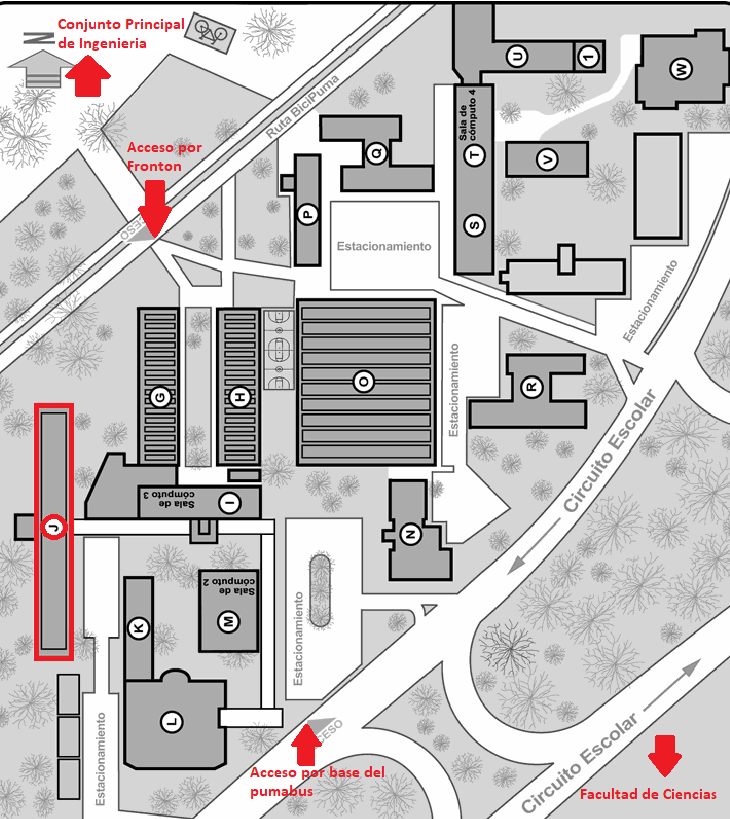 Conjunto Principal
de Ingenieria
N
Ruta BiciPuma
Acceso por
Fronton
U
1
W
Sala de
cómputo 4
T
V
Q
P
S
Estacionamiento
Estacionamiento
Estacionamiento
G
H
O
R
Circuito Escolar
Sala de
cómputo 3
I
J
N
Sala de
cómputo 2
K
M
Estacionamiento
L
Estacionamiento
Circuito Escolar
Acceso por base del
pumabus
Facultad de Ciencias